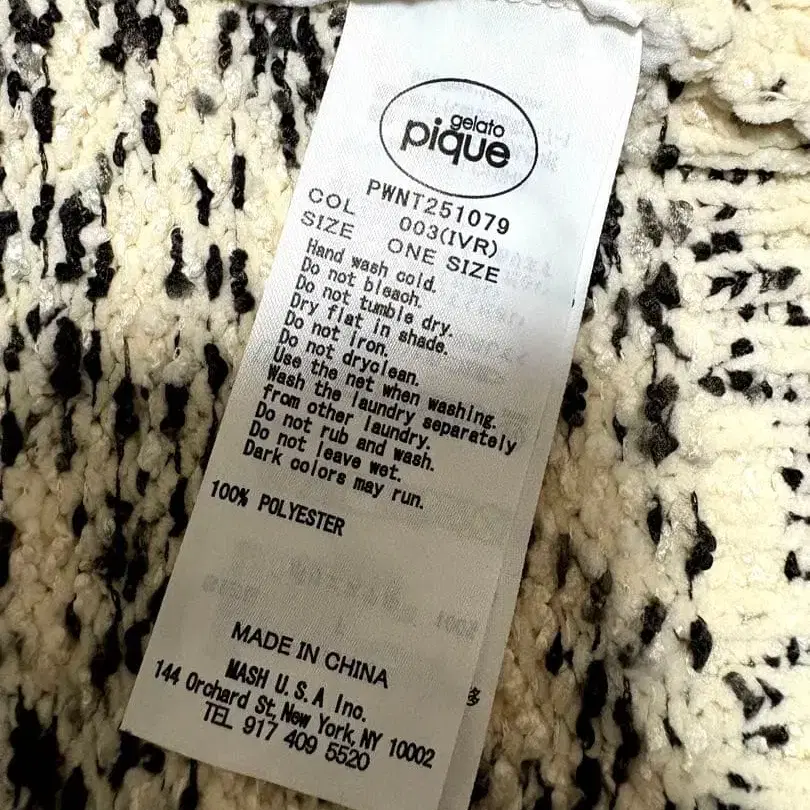 gelato
pique
PWNT251079
COL 003(IVR)
SIZE ONE SIZE
Hand wash cold.
Do not bleach.
Do not tumble dry.
Dry flat in shade.
Do not iron.
Do not dryclean.
Use the net when washing.
Wash the laundry separately
from other laundry.
Do not rub and wash.
Do not leave wet.
Dark colors may run.
100% POLYESTER
MADE IN CHINA
MASH U.S.A Inc.
144 Orchard St, New York, NY 10002
TEL 917 409 5520